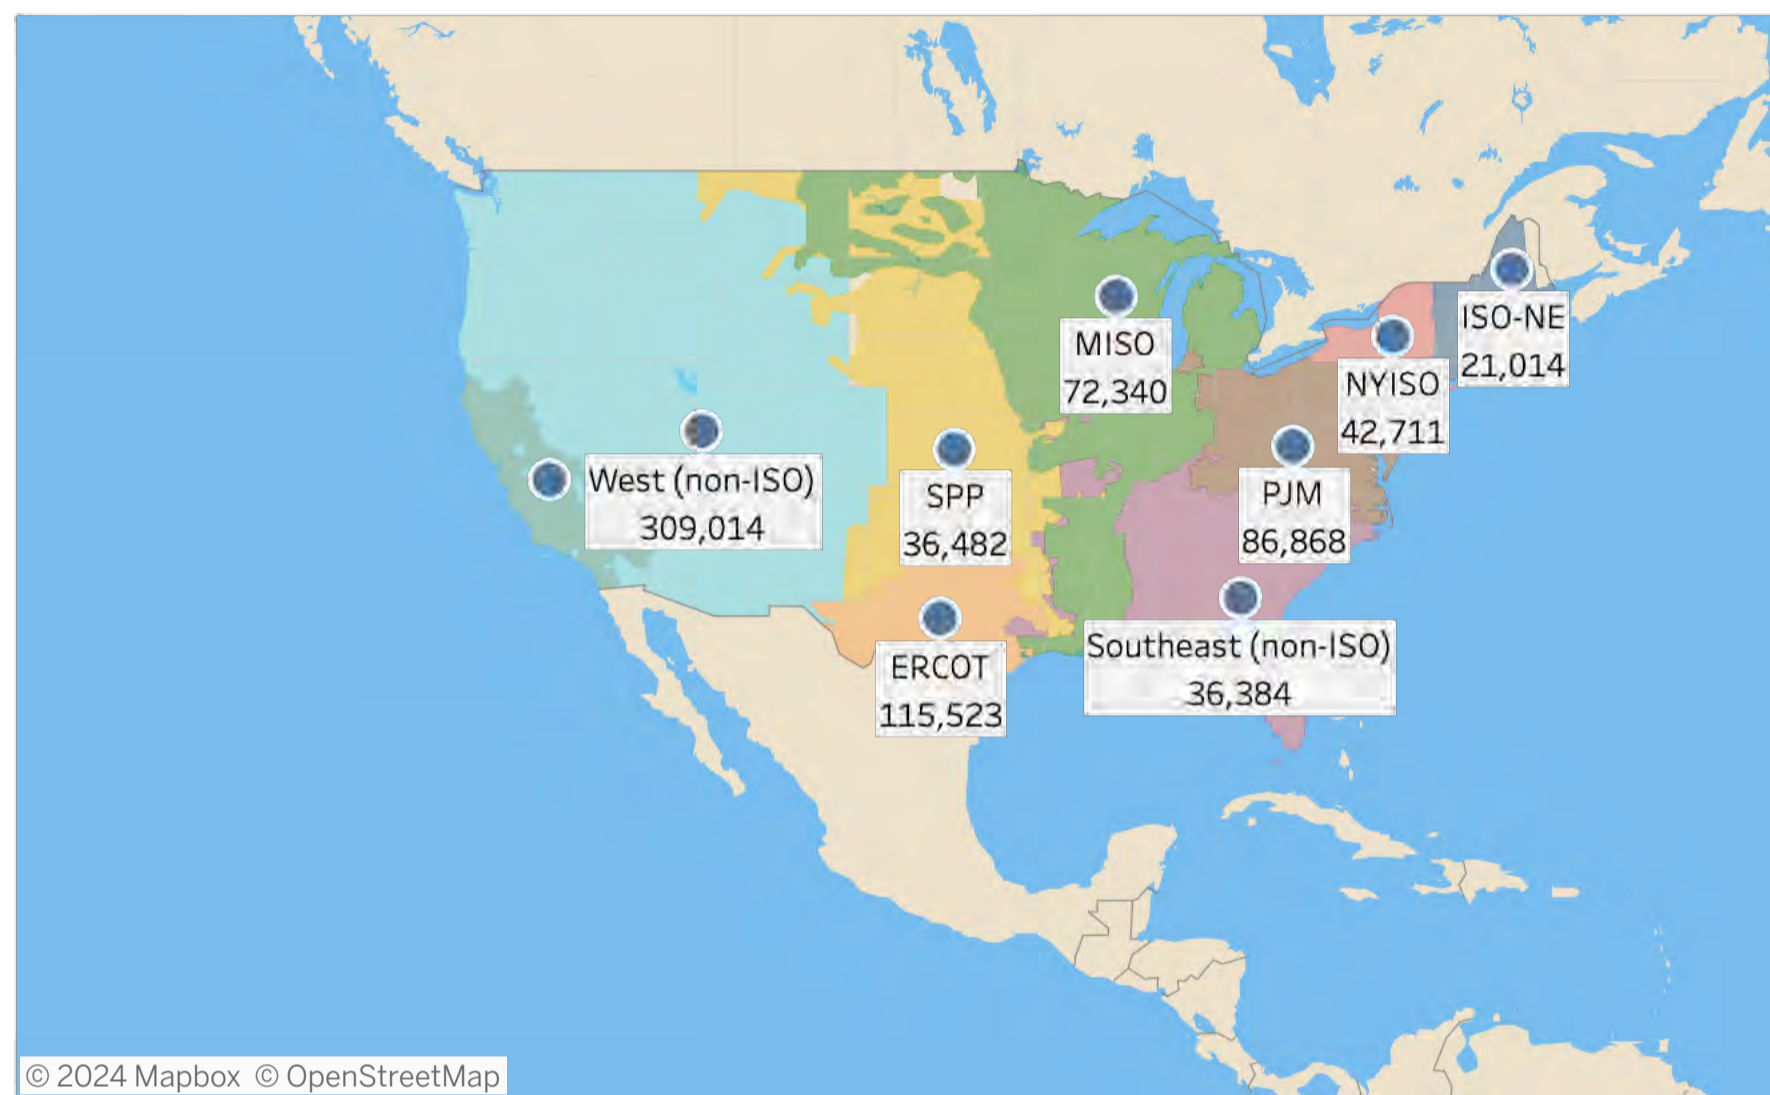 ISO-NE
21,014
MISO
72,340
NYISO
42,711
West (non-ISO)
309,014
SPP
36,482
PJM
86,868
Southeast (non-ISO)
36,384
ERCOT
115,523
© 2024 Mapbox © OpenStreetMap